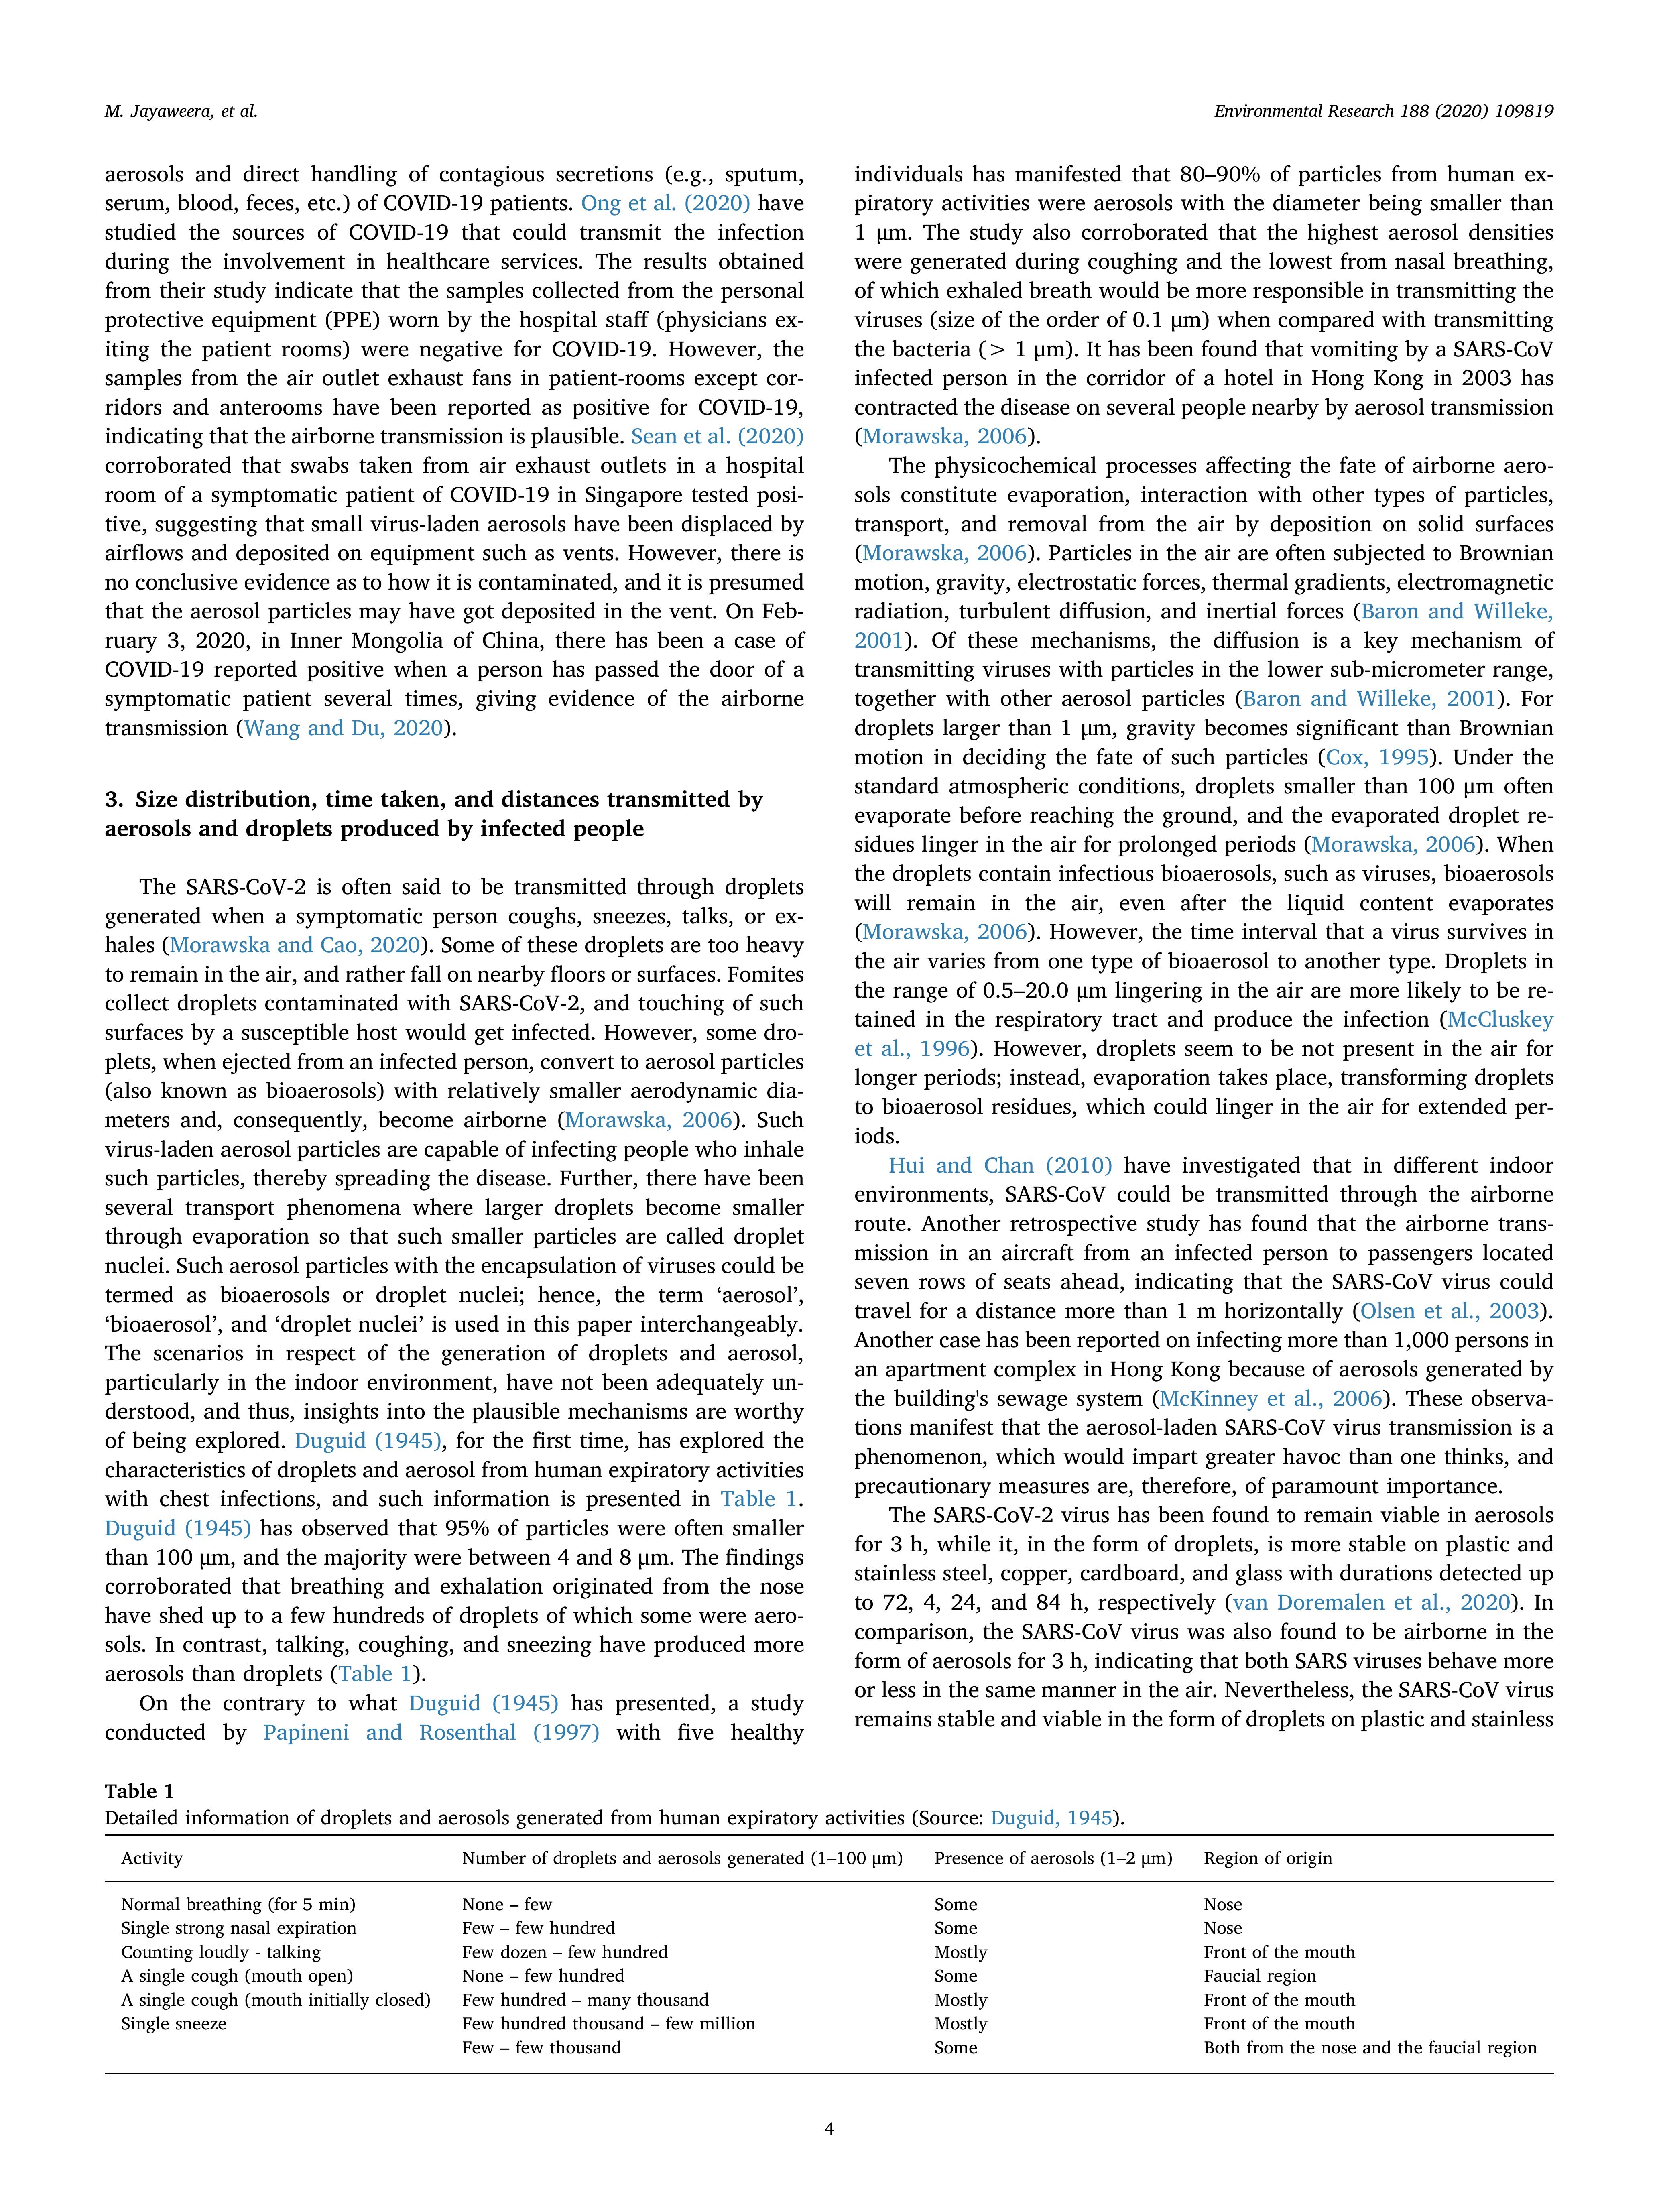 M. Jayaweera, et al.
Environmental Research 188 (2020) 109819
aerosols and direct handling of contagious secretions (e.g., sputum,
serum, blood, feces, etc.) of COVID-19 patients. Ong et al. (2020) have
studied the sources of COVID-19 that could transmit the infection
during the involvement in healthcare services. The results obtained
from their study indicate that the samples collected from the personal
protective equipment (PPE) worn by the hospital staff (physicians ex-
iting the patient rooms) were negative for COVID-19. However, the
samples from the air outlet exhaust fans in patient-rooms except cor-
ridors and anterooms have been reported as positive for COVID-19,
indicating that the airborne transmission is plausible. Sean et al. (2020)
corroborated that swabs taken from air exhaust outlets in a hospital
room of a symptomatic patient of COVID-19 in Singapore tested posi-
tive, suggesting that small virus-laden aerosols have been displaced by
airflows and deposited on equipment such as vents. However, there is
no conclusive evidence as to how it is contaminated, and it is presumed
that the aerosol particles may have got deposited in the vent. On Feb-
ruary 3, 2020, in Inner Mongolia of China, there has been a case of
COVID-19 reported positive when a person has passed the door of a
symptomatic patient several times, giving evidence of the airborne
transmission (Wang and Du, 2020).
3. Size distribution, time taken, and distances transmitted by
aerosols and droplets produced by infected people
The SARS-CoV-2 is often said to be transmitted through droplets
generated when a symptomatic person coughs, sneezes, talks, or ex-
hales (Morawska and Cao, 2020). Some of these droplets are too heavy
to remain in the air, and rather fall on nearby floors or surfaces. Fomites
collect droplets contaminated with SARS-CoV-2, and touching of such
surfaces by a susceptible host would get infected. However, some dro-
plets, when ejected from an infected person, convert to aerosol particles
(also known as bioaerosols) with relatively smaller aerodynamic dia-
meters and, consequently, become airborne (Morawska, 2006). Such
virus-laden aerosol particles are capable of infecting people who inhale
such particles, thereby spreading the disease. Further, there have been
several transport phenomena where larger droplets become smaller
through evaporation so that such smaller particles are called droplet
nuclei. Such aerosol particles with the encapsulation of viruses could be
termed as bioaerosols or droplet nuclei; hence, the term ‘aerosol’,
‘bioaerosol’, and ‘droplet nuclei’ is used in this paper interchangeably.
The scenarios in respect of the generation of droplets and aerosol,
particularly in the indoor environment, have not been adequately un-
derstood, and thus, insights into the plausible mechanisms are worthy
of being explored. Duguid (1945), for the first time, has explored the
characteristics of droplets and aerosol from human expiratory activities
with chest infections, and such information is presented in Table 1.
Duguid (1945) has observed that 95% of particles were often smaller
than 100 μm, and the majority were between 4 and 8 μm. The findings
corroborated that breathing and exhalation originated from the nose
have shed up to a few hundreds of droplets of which some were aero-
sols. In contrast, talking, coughing, and sneezing have produced more
aerosols than droplets (Table 1).
On the contrary to what Duguid (1945) has presented, a study
conducted by Papineni and Rosenthal (1997) with five healthy
individuals has manifested that 80–90% of particles from human ex-
piratory activities were aerosols with the diameter being smaller than
1 μm. The study also corroborated that the highest aerosol densities
were generated during coughing and the lowest from nasal breathing,
of which exhaled breath would be more responsible in transmitting the
viruses (size of the order of 0.1 μm) when compared with transmitting
the bacteria (> 1 μm). It has been found that vomiting by a SARS-CoV
infected person in the corridor of a hotel in Hong Kong in 2003 has
contracted the disease on several people nearby by aerosol transmission
(Morawska, 2006).
The physicochemical processes affecting the fate of airborne aero-
sols constitute evaporation, interaction with other types of particles,
transport, and removal from the air by deposition on solid surfaces
(Morawska, 2006). Particles in the air are often subjected to Brownian
motion, gravity, electrostatic forces, thermal gradients, electromagnetic
radiation, turbulent diffusion, and inertial forces (Baron and Willeke,
2001). Of these mechanisms, the diffusion is a key mechanism of
transmitting viruses with particles in the lower sub-micrometer range,
together with other aerosol particles (Baron and Willeke, 2001). For
droplets larger than 1 μm, gravity becomes significant than Brownian
motion in deciding the fate of such particles (Cox, 1995). Under the
standard atmospheric conditions, droplets smaller than 100 μm often
evaporate before reaching the ground, and the evaporated droplet re-
sidues linger in the air for prolonged periods (Morawska, 2006). When
the droplets contain infectious bioaerosols, such as viruses, bioaerosols
will remain in the air, even after the liquid content evaporates
(Morawska, 2006). However, the time interval that a virus survives in
the air varies from one type of bioaerosol to another type. Droplets in
the range of 0.5–20.0 μm lingering in the air are more likely to be re-
tained in the respiratory tract and produce the infection (McCluskey
et al., 1996). However, droplets seem to be not present in the air for
longer periods; instead, evaporation takes place, transforming droplets
to bioaerosol residues, which could linger in the air for extended per-
iods.
Hui and Chan (2010) have investigated that in different indoor
environments, SARS-CoV could be transmitted through the airborne
route. Another retrospective study has found that the airborne trans-
mission in an aircraft from an infected person to passengers located
seven rows of seats ahead, indicating that the SARS-CoV virus could
travel for a distance more than 1 m horizontally (Olsen et al., 2003).
Another case has been reported on infecting more than 1,000 persons in
an apartment complex in Hong Kong because of aerosols generated by
the building's sewage system (McKinney et al., 2006). These observa-
tions manifest that the aerosol-laden SARS-CoV virus transmission is a
phenomenon, which would impart greater havoc than one thinks, and
precautionary measures are, therefore, of paramount importance.
The SARS-CoV-2 virus has been found to remain viable in aerosols
for 3 h, while it, in the form of droplets, is more stable on plastic and
stainless steel, copper, cardboard, and glass with durations detected up
to 72, 4, 24, and 84 h, respectively (van Doremalen et al., 2020). In
comparison, the SARS-CoV virus was also found to be airborne in the
form of aerosols for 3 h, indicating that both SARS viruses behave more
or less in the same manner in the air. Nevertheless, the SARS-CoV virus
remains stable and viable in the form of droplets on plastic and stainless
Table 1
Detailed information of droplets and aerosols generated from human expiratory activities (Source: Duguid, 1945).
Activity Number of droplets and aerosols generated (1–100 μm) Presence of aerosols (1–2 μm) Region of origin
Normal breathing (for 5 min) None – few Some Nose
Single strong nasal expiration Few – few hundred Some Nose
Counting loudly - talking Few dozen – few hundred Mostly Front of the mouth
A single cough (mouth open) None – few hundred Some Faucial region
A single cough (mouth initially closed) Few hundred – many thousand Mostly Front of the mouth
Single sneeze Few hundred thousand – few million Mostly Front of the mouth
Few – few thousand Some Both from the nose and the faucial region
4